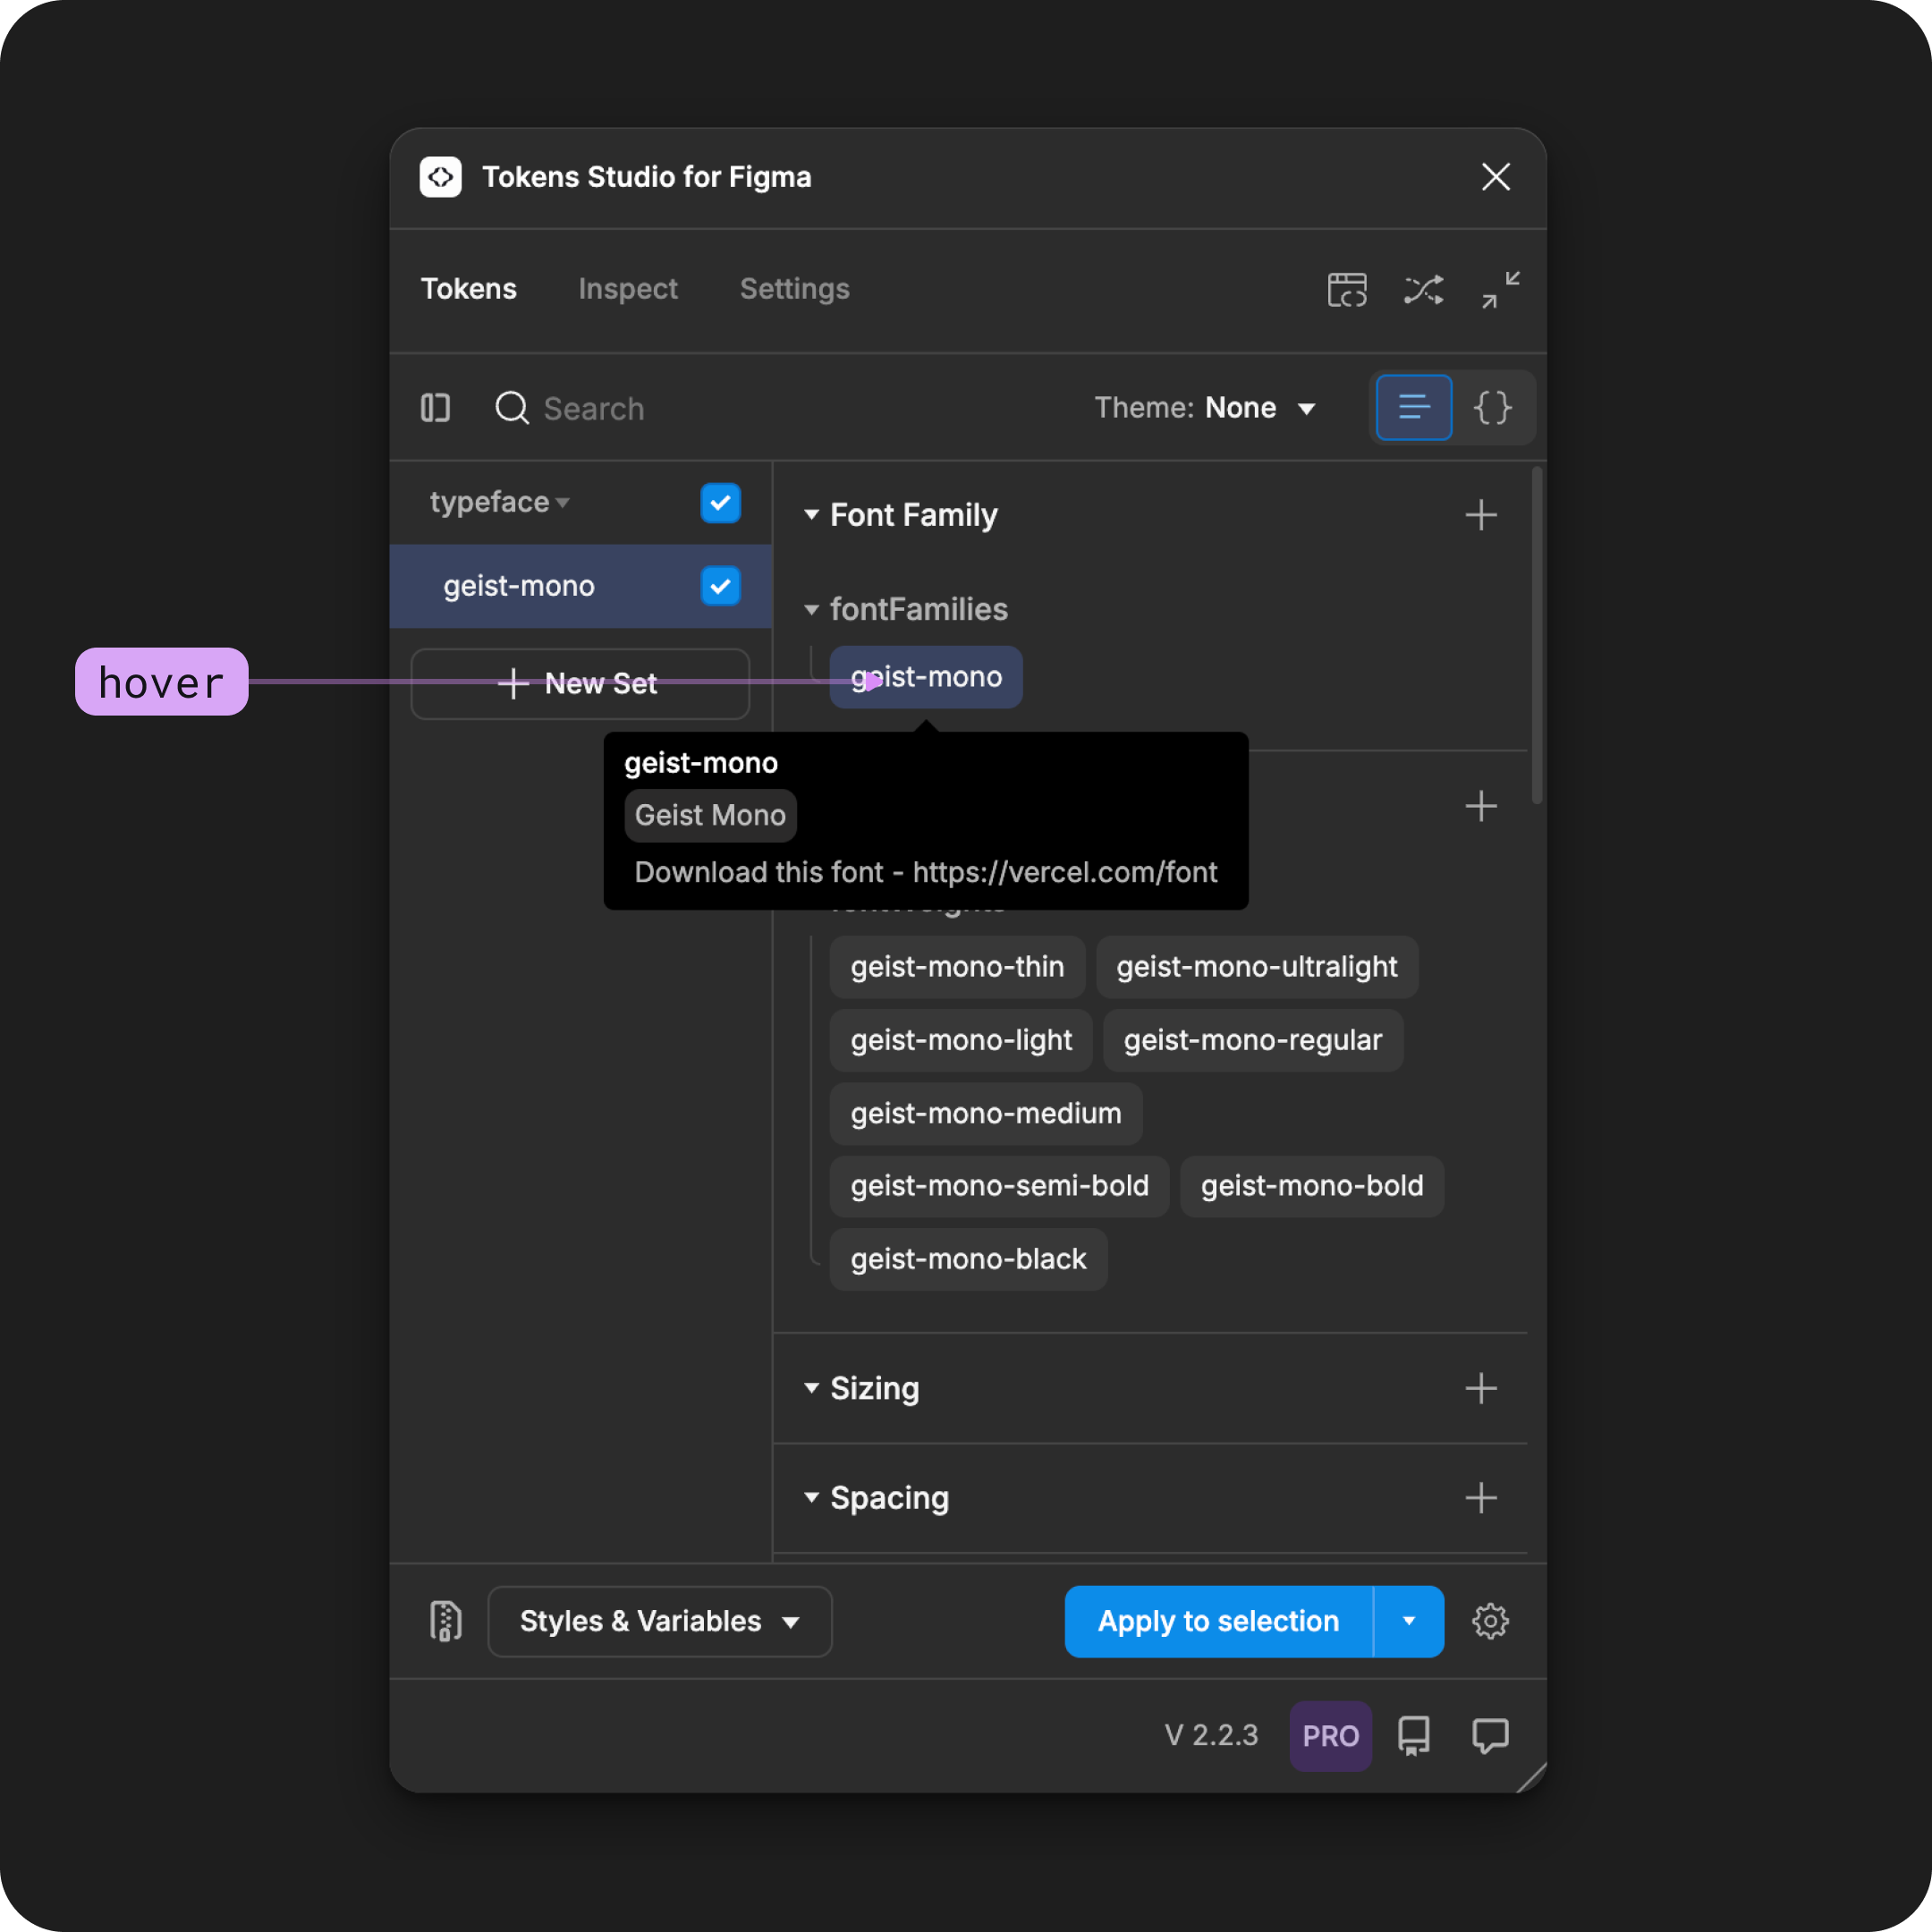 Tokens Studio for Figma
Tokens Inspect Settings
Search Theme: None {}
typeface
geist-mono
New Set
hover
Font Family
fontFamilies
geist-mono
geist-mono
Geist Mono
Download this font - https://vercel.com/font
geist-mono-thin geist-mono-ultralight
geist-mono-light geist-mono-regular
geist-mono-medium
geist-mono-semi-bold geist-mono-bold
geist-mono-black
Sizing
Spacing
Styles & Variables Apply to selection
V 2.2.3 PRO